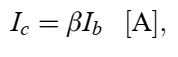 I_c = βI_b [A],